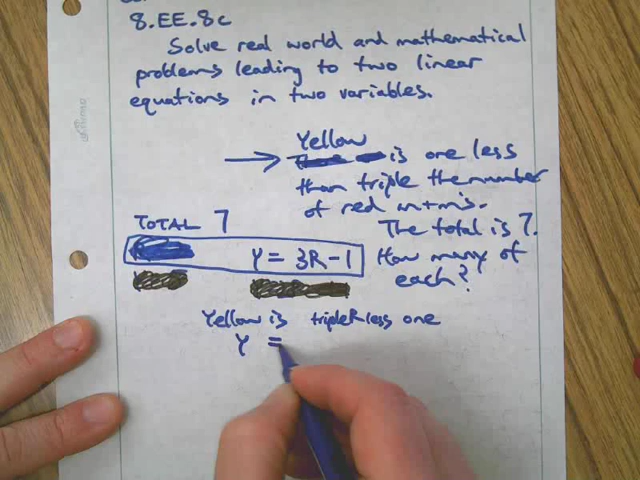 8.EE.8c
Solve real world and mathematical
problems leading to two linear
equations in two variables.
Yellow
is one less
than triple the number
of red m+m's.
The total is 7.
How many of
each?
TOTAL 7
Y = 3R-1
Yellow is tripleR less one
Y =